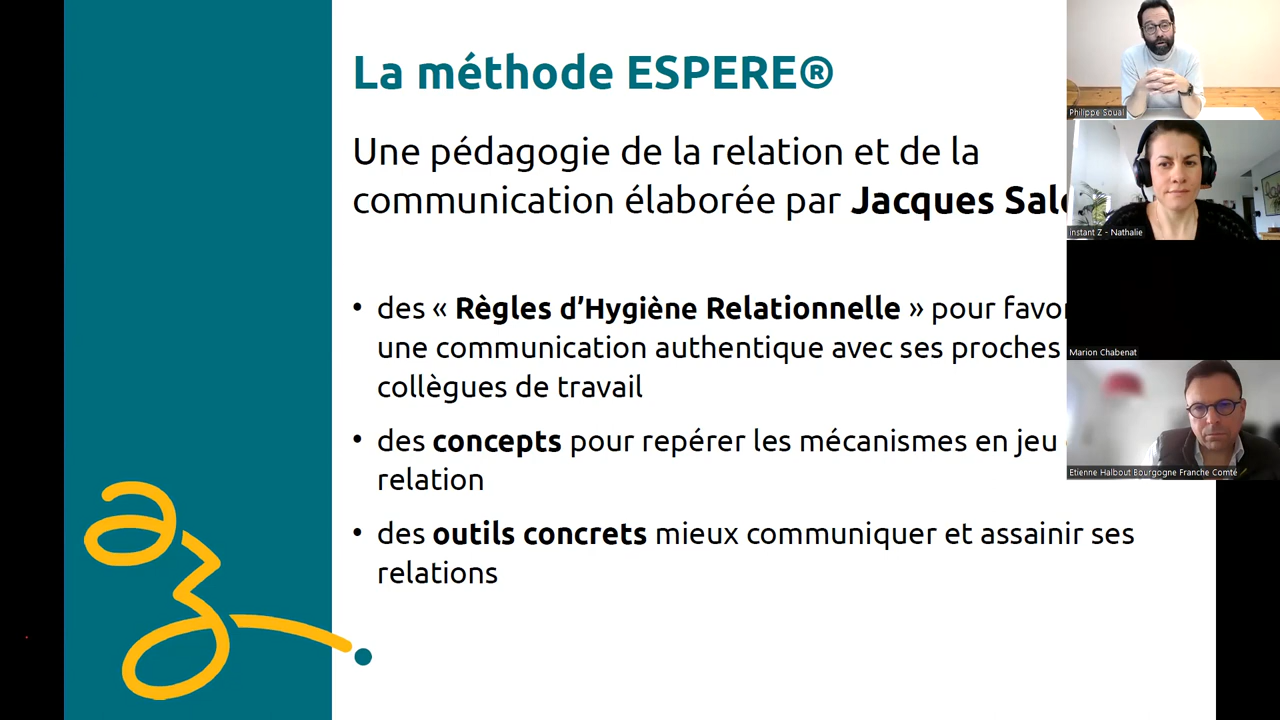 La méthode ESPERE®
Une pédagogie de la relation et de la
communication élaborée par Jacques
• des « Règles d’Hygiène Relationnelle » pour
une communication authentique avec ses proches
collègues de travail
• des concepts pour repérer les mécanismes en jeu
relation
• des outils concrets mieux communiquer et assainir ses
relations
Philippe Soual
instant Z - Nathalie
Marion Chabenat
Etienne Halbout Bourgogne Franche Comté